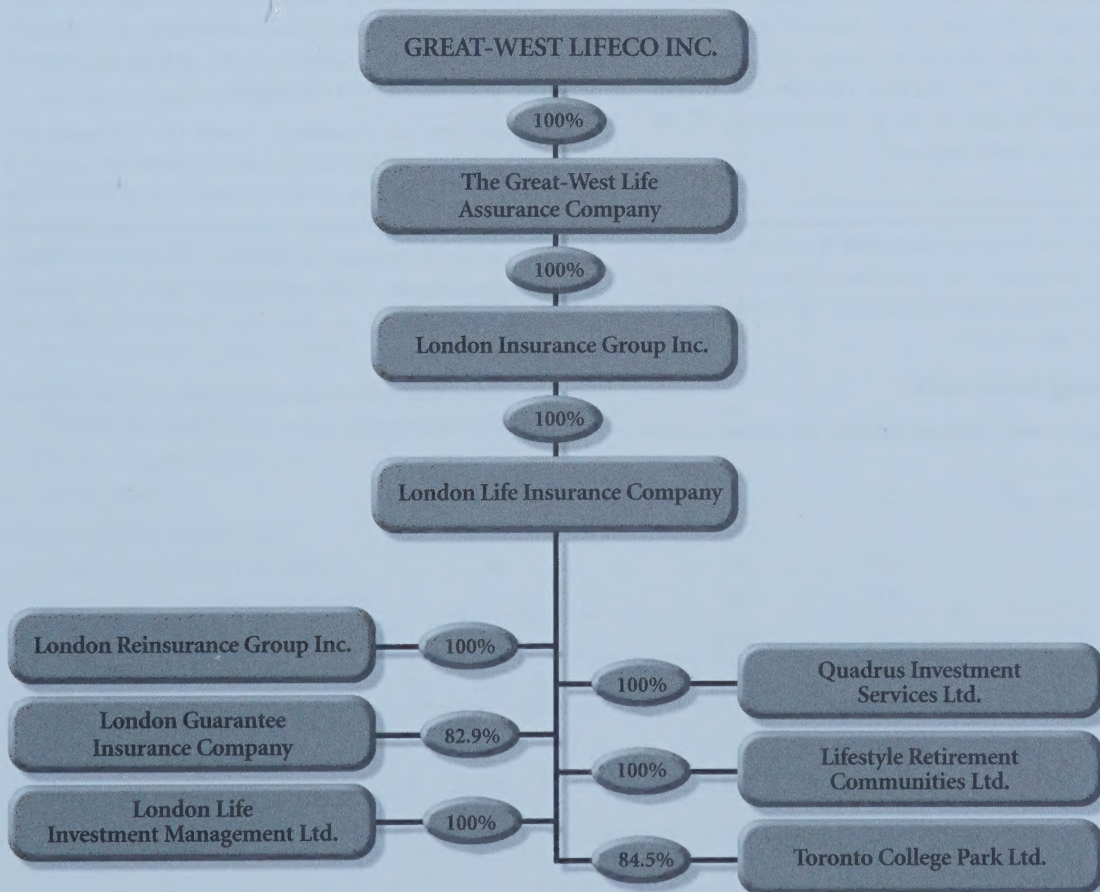 GREAT-WEST LIFECO INC.
100%
The Great-West Life
Assurance Company
100%
London Insurance Group Inc.
100%
London Life Insurance Company
London Reinsurance Group Inc.
100%
London Guarantee
Insurance Company
82.9%
London Life
Investment Management Ltd.
100%
100%
Quadrus Investment
Services Ltd.
100%
Lifestyle Retirement
Communities Ltd.
84.5%
Toronto College Park Ltd.